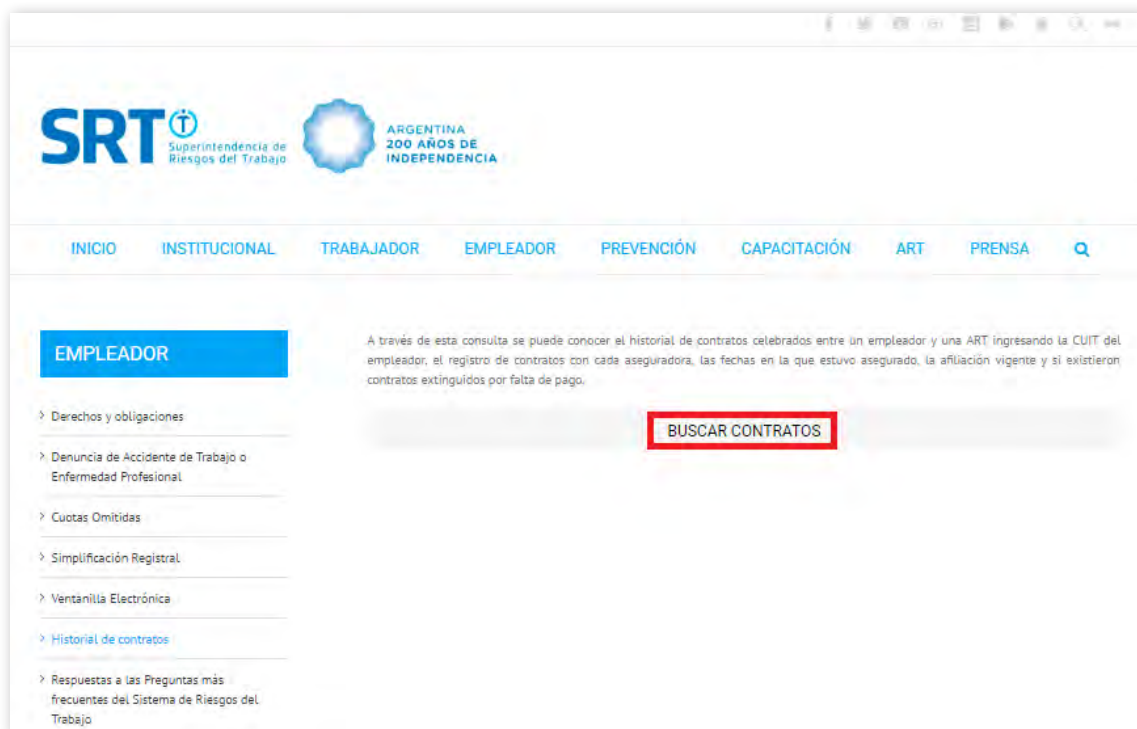 SRT
Superintendencia de
Riesgos del Trabajo
ARGENTINA
200 AÑOS DE
INDEPENDENCIA
INICIO INSTITUCIONAL TRABAJADOR EMPLEADOR PREVENCIÓN CAPACITACIÓN ART PRENSA
EMPLEADOR
Derechos y obligaciones
Denuncia de Accidente de Trabajo o
Enfermedad Profesional
Cuotas Omitidas
Simplificación Registral
Ventanilla Electrónica
Historial de contratos
Respuestas a las Preguntas más
frecuentes del Sistema de Riesgos del
Trabajo
A través de esta consulta se puede conocer el historial de contratos celebrados entre un empleador y una ART ingresando la CUIT del
empleador, el registro de contratos con cada aseguradora, las fechas en la que estuvo asegurado, la afiliación vigente y si existieron
contratos extinguidos por falta de pago.
BUSCAR CONTRATOS